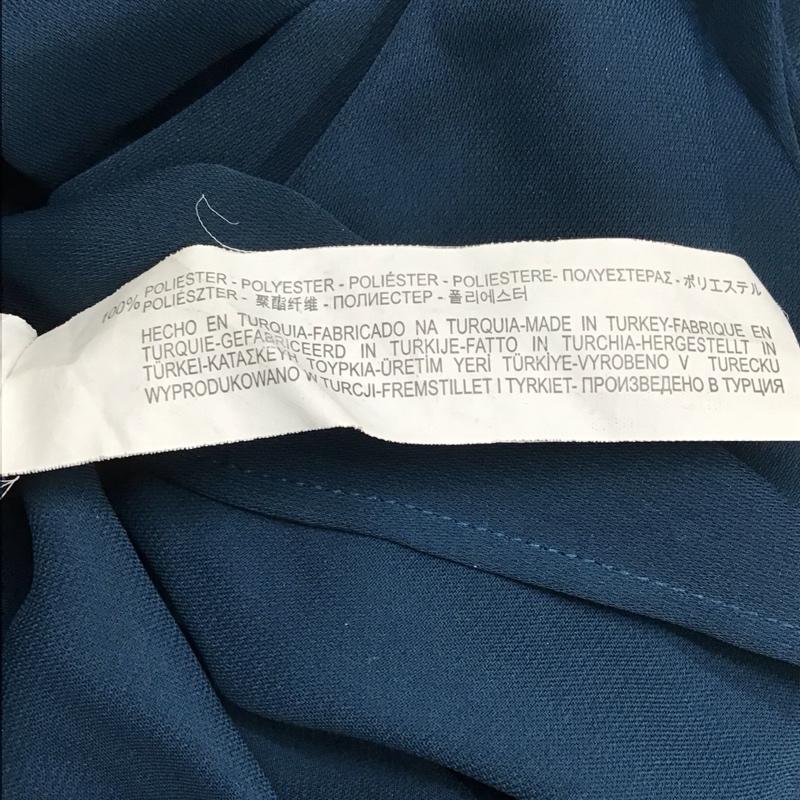 100% POLIESTER - POLYESTER - POLIÉSTER - POLIESTERE- ΠΟΛΥΕΣΤΕΡΑΣ - ポリエステル
POLIÉSZTER - 聚酯纤维 - ПОЛИЕСТЕР - 폴리에스터
HECHO EN TURQUIA-FABRICADO NA TURQUIA-MADE IN TURKEY-FABRIQUE EN
TURQUIE-GEFABRICEERD IN TURKIJE-FATTO IN TURCHIA-HERGESTELLT IN
TÜRKEI-ΚΑΤΑΣΚΕΥΗ ΤΟΥΡΚΙΑ-ÜRETİM YERİ TÜRKİYE-VYROBENO V TURECKU
WYPRODUKOWANO W TURCJI-FREMSTILLET I TYRKIET- ПРОИЗВЕДЕНО В ТУРЦИЯ